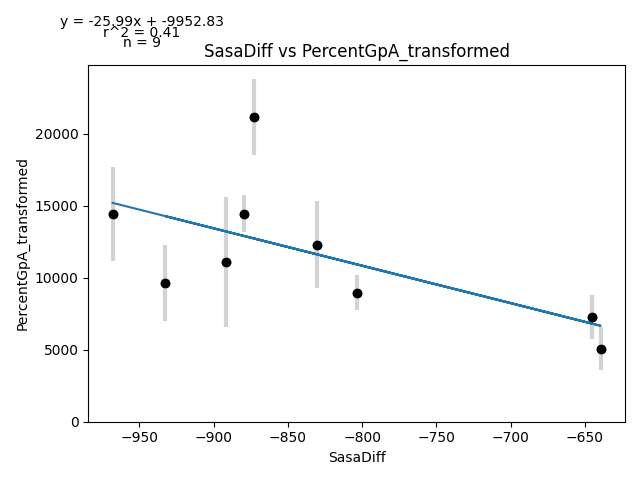 y = -25.99x + -9952.83
r^2 = 0.41
n = 9
SasaDiff vs PercentGpA_transformed
PercentGpA_transformed
20000
15000
10000
5000
0
−950
−900
−850
−800
−750
−700
−650
SasaDiff